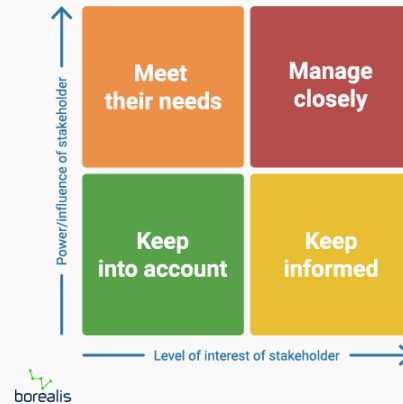 Power/influence of stakeholder
Meet
their needs
Manage
closely
Keep
into account
Keep
informed
Level of interest of stakeholder
borealis